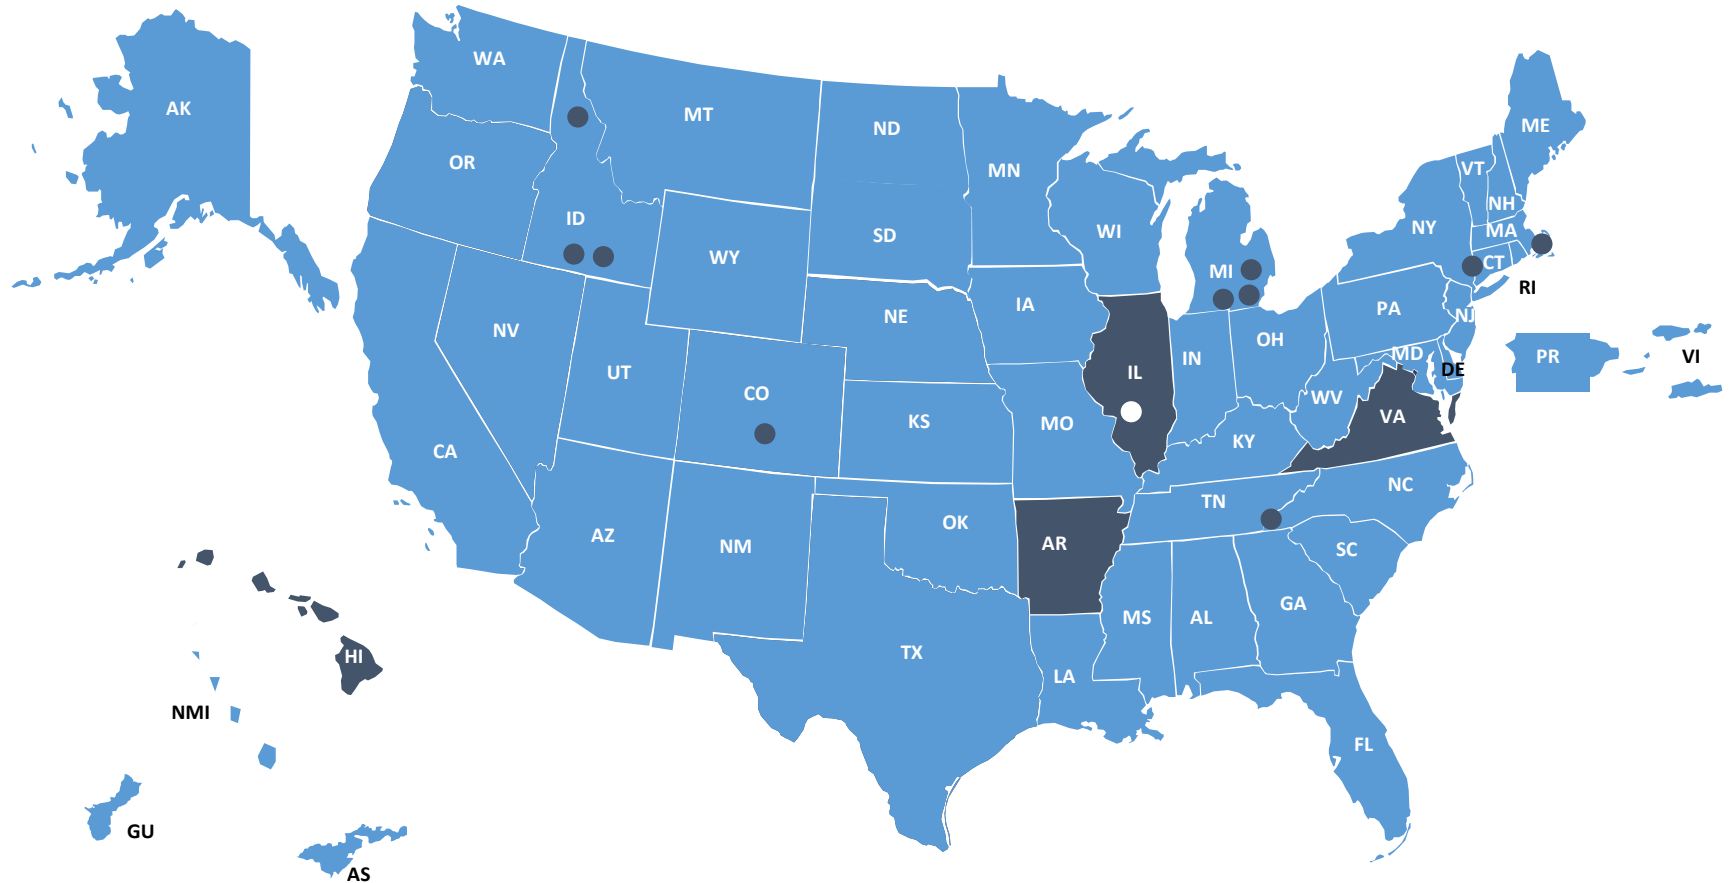 WA
AK
MT
ME
ND
OR
MN
VT
NH
ID
NY
MA
WI
SD
WY
CT
MI
RI
IA
PA
NE
NJ
NV
OH
MD
PR
VI
IN
DE
UT
IL
CO
WV
VA
KS
MO
KY
CA
NC
TN
OK
AZ
AR
NM
SC
GA
MS
AL
TX
HI
LA
NMI
FL
GU
AS